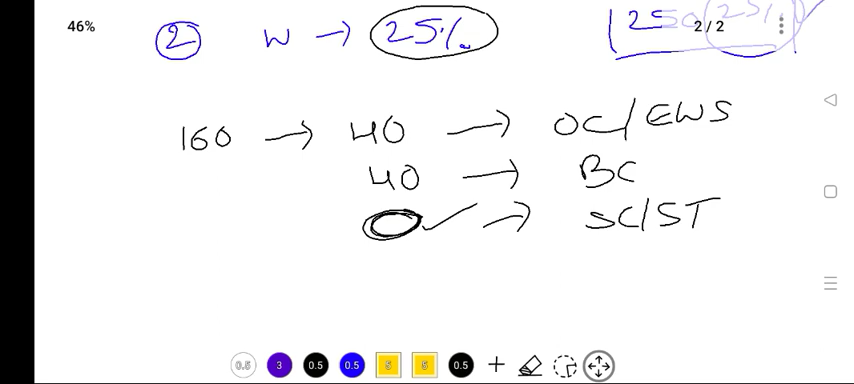 46%
2 W → 25%
2/2
160 → 40 → OC/EWS
40 → BC
→ SC/ST
0.5 3 0.5 0.5 5 5 0.5